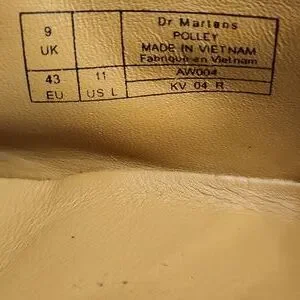 9
UK
Dr Martens
POLLEY
MADE IN VIETNAM
Fabriqué en Vietnam
43
EU
11
US L
AW004
KV 04 R